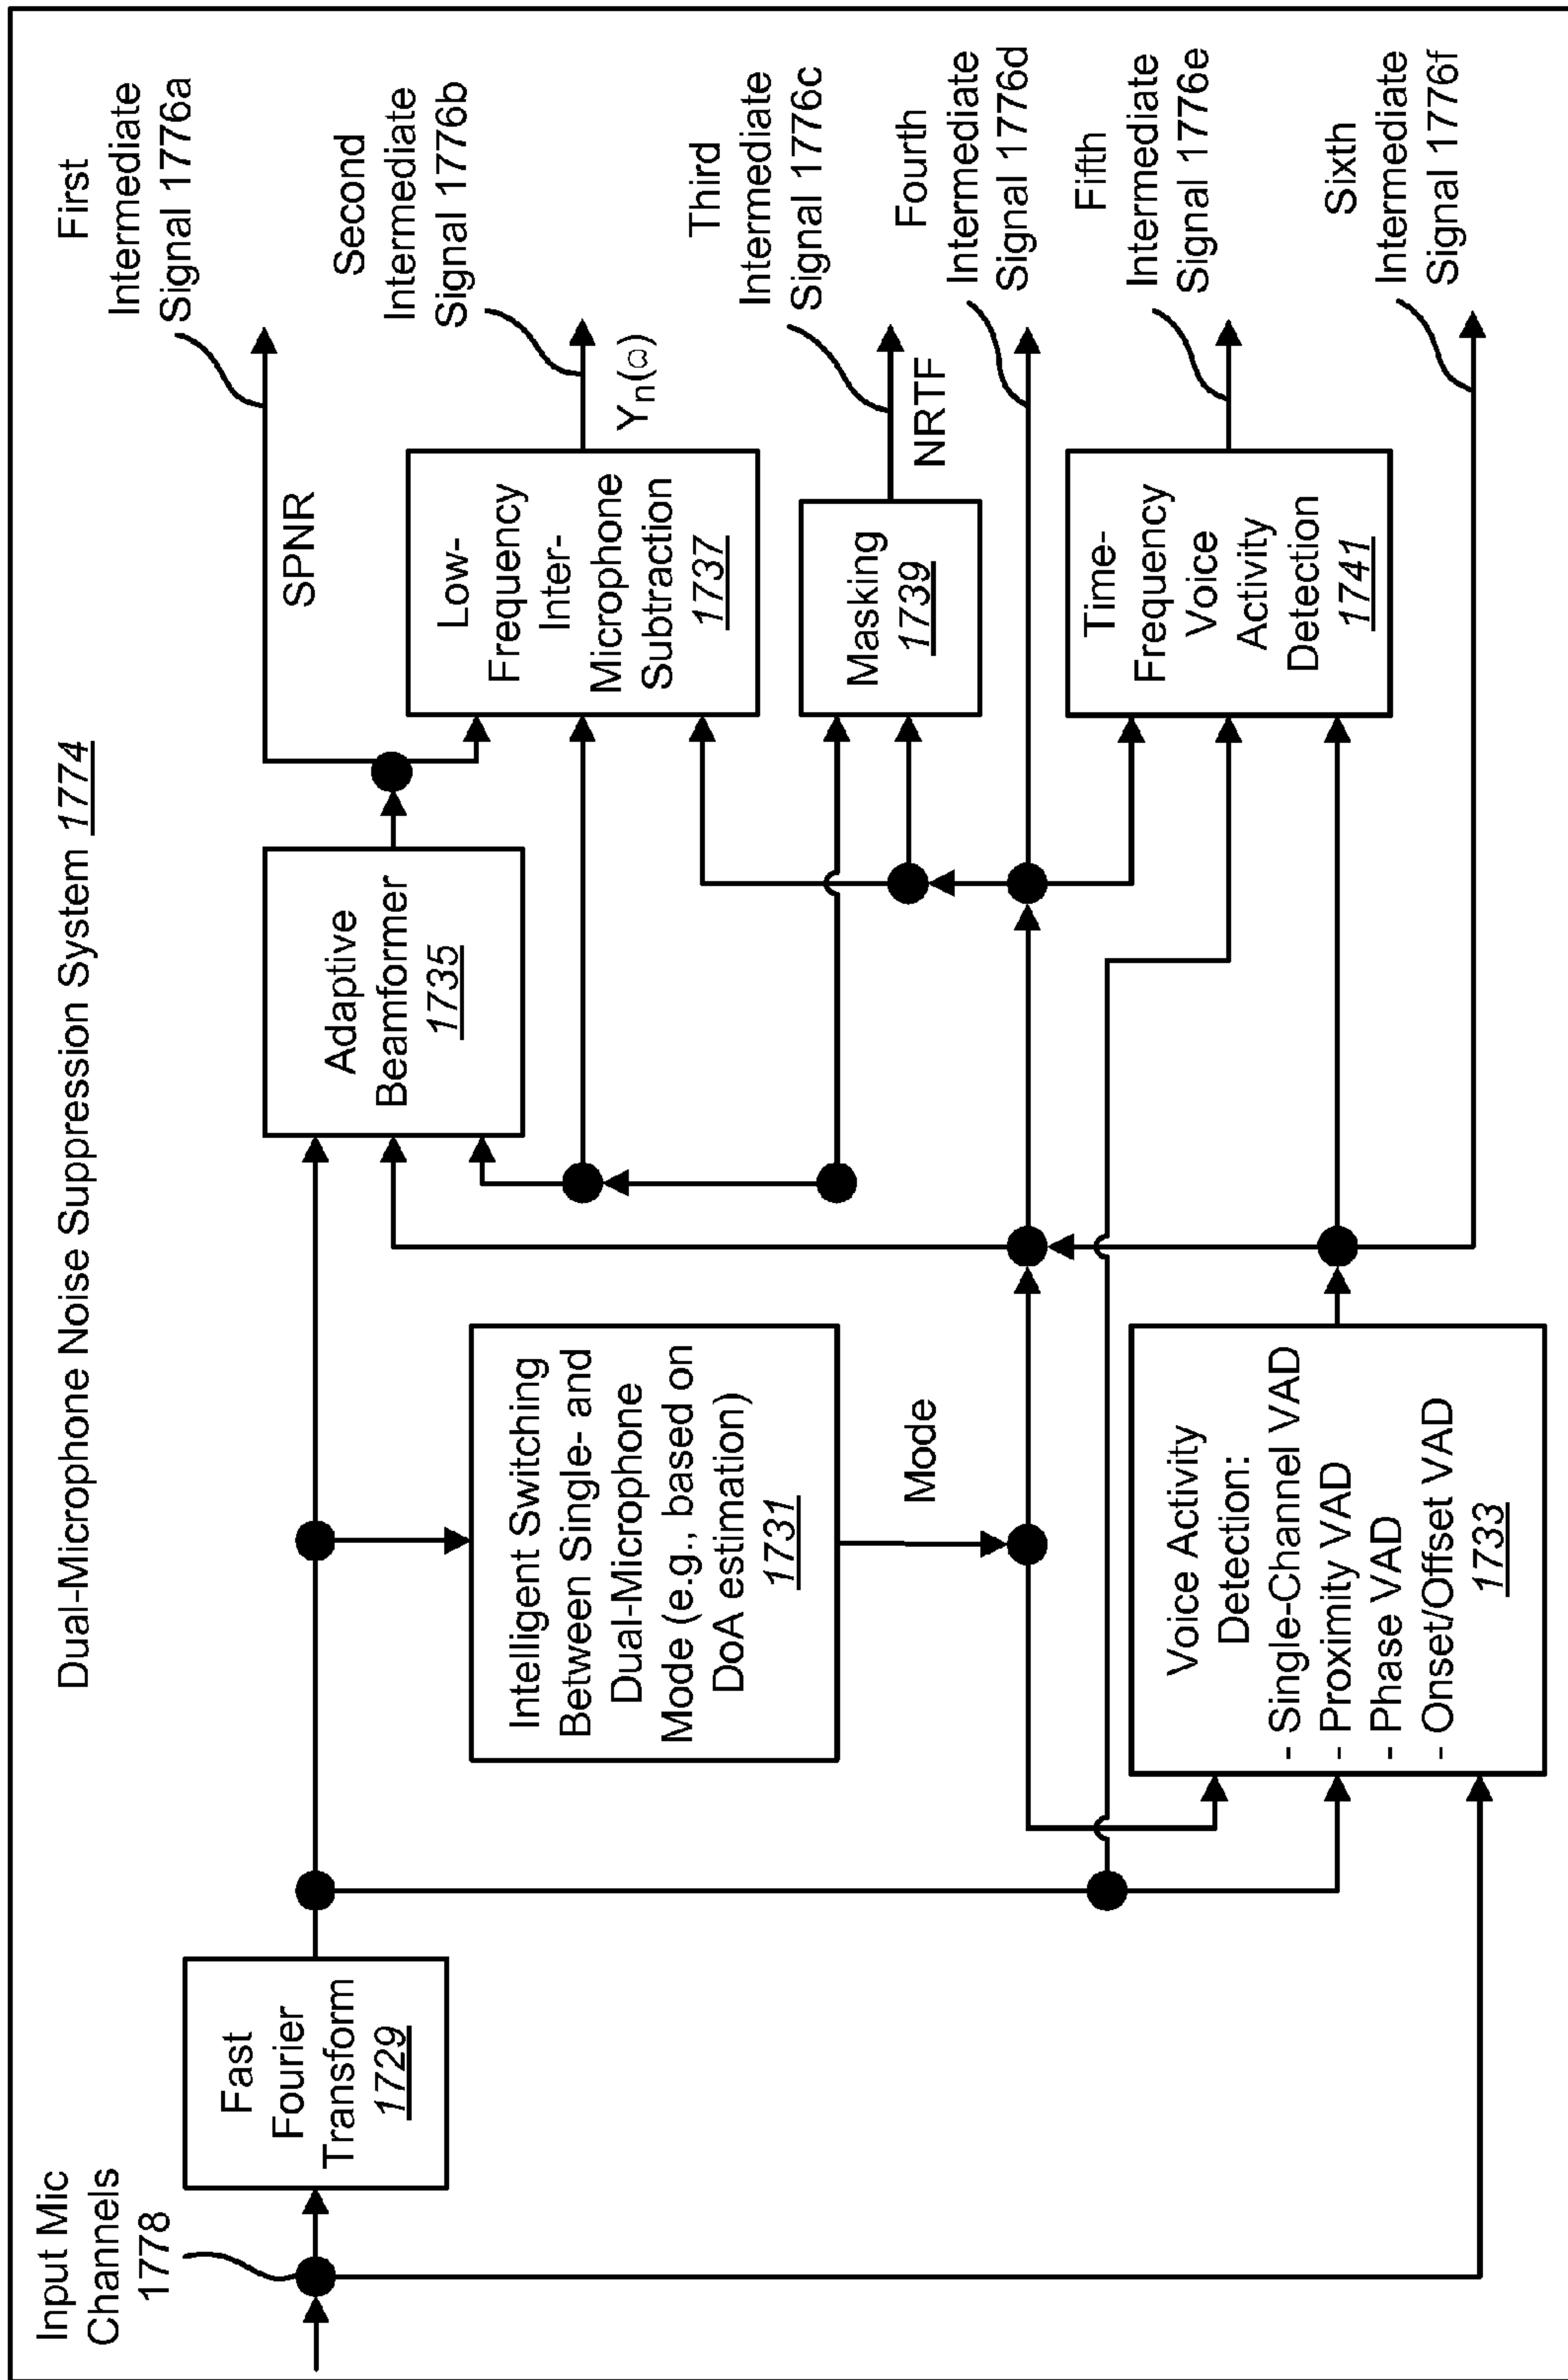 Dual-Microphone Noise Suppression System 1774
Input Mic
Channels
1778
Fast
Fourier
Transform
1729
Intelligent Switching
Between Single- and
Dual-Microphone
Mode (e.g., based on
DoA estimation)
1731
Mode
Voice Activity
Detection:
- Single-Channel VAD
- Proximity VAD
- Phase VAD
- Onset/Offset VAD
1733
Adaptive
Beamformer
1735
SPNR
Low-
Frequency
Inter-
Microphone
Subtraction
1737
Yn(ω)
Masking
1739
NRTF
Time-
Frequency
Voice
Activity
Detection
1741
First
Intermediate
Signal 1776a
Second
Intermediate
Signal 1776b
Third
Intermediate
Signal 1776c
Fourth
Intermediate
Signal 1776d
Fifth
Intermediate
Signal 1776e
Sixth
Intermediate
Signal 1776f